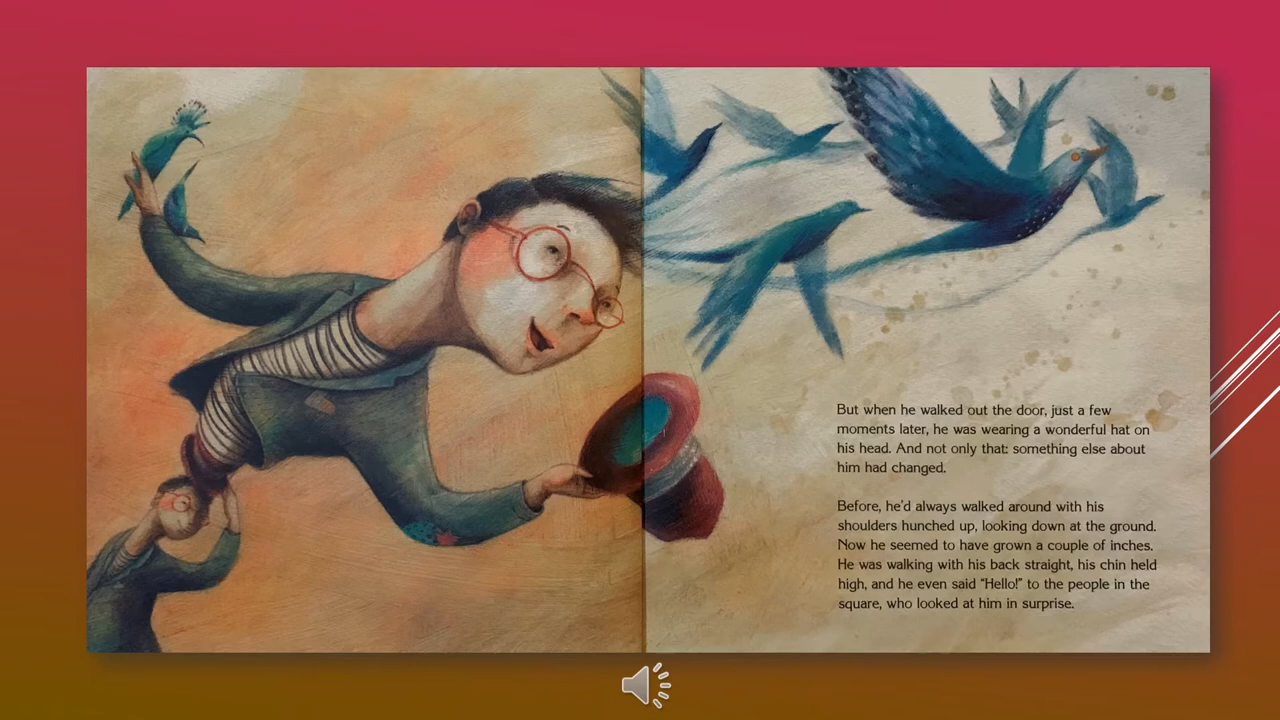 But when he walked out the door, just a few
moments later, he was wearing a wonderful hat on
his head. And not only that: something else about
him had changed.
Before, he'd always walked around with his
shoulders hunched up, looking down at the ground.
Now he seemed to have grown a couple of inches.
He was walking with his back straight, his chin held
high, and he even said “Hello!” to the people in the
square, who looked at him in surprise.